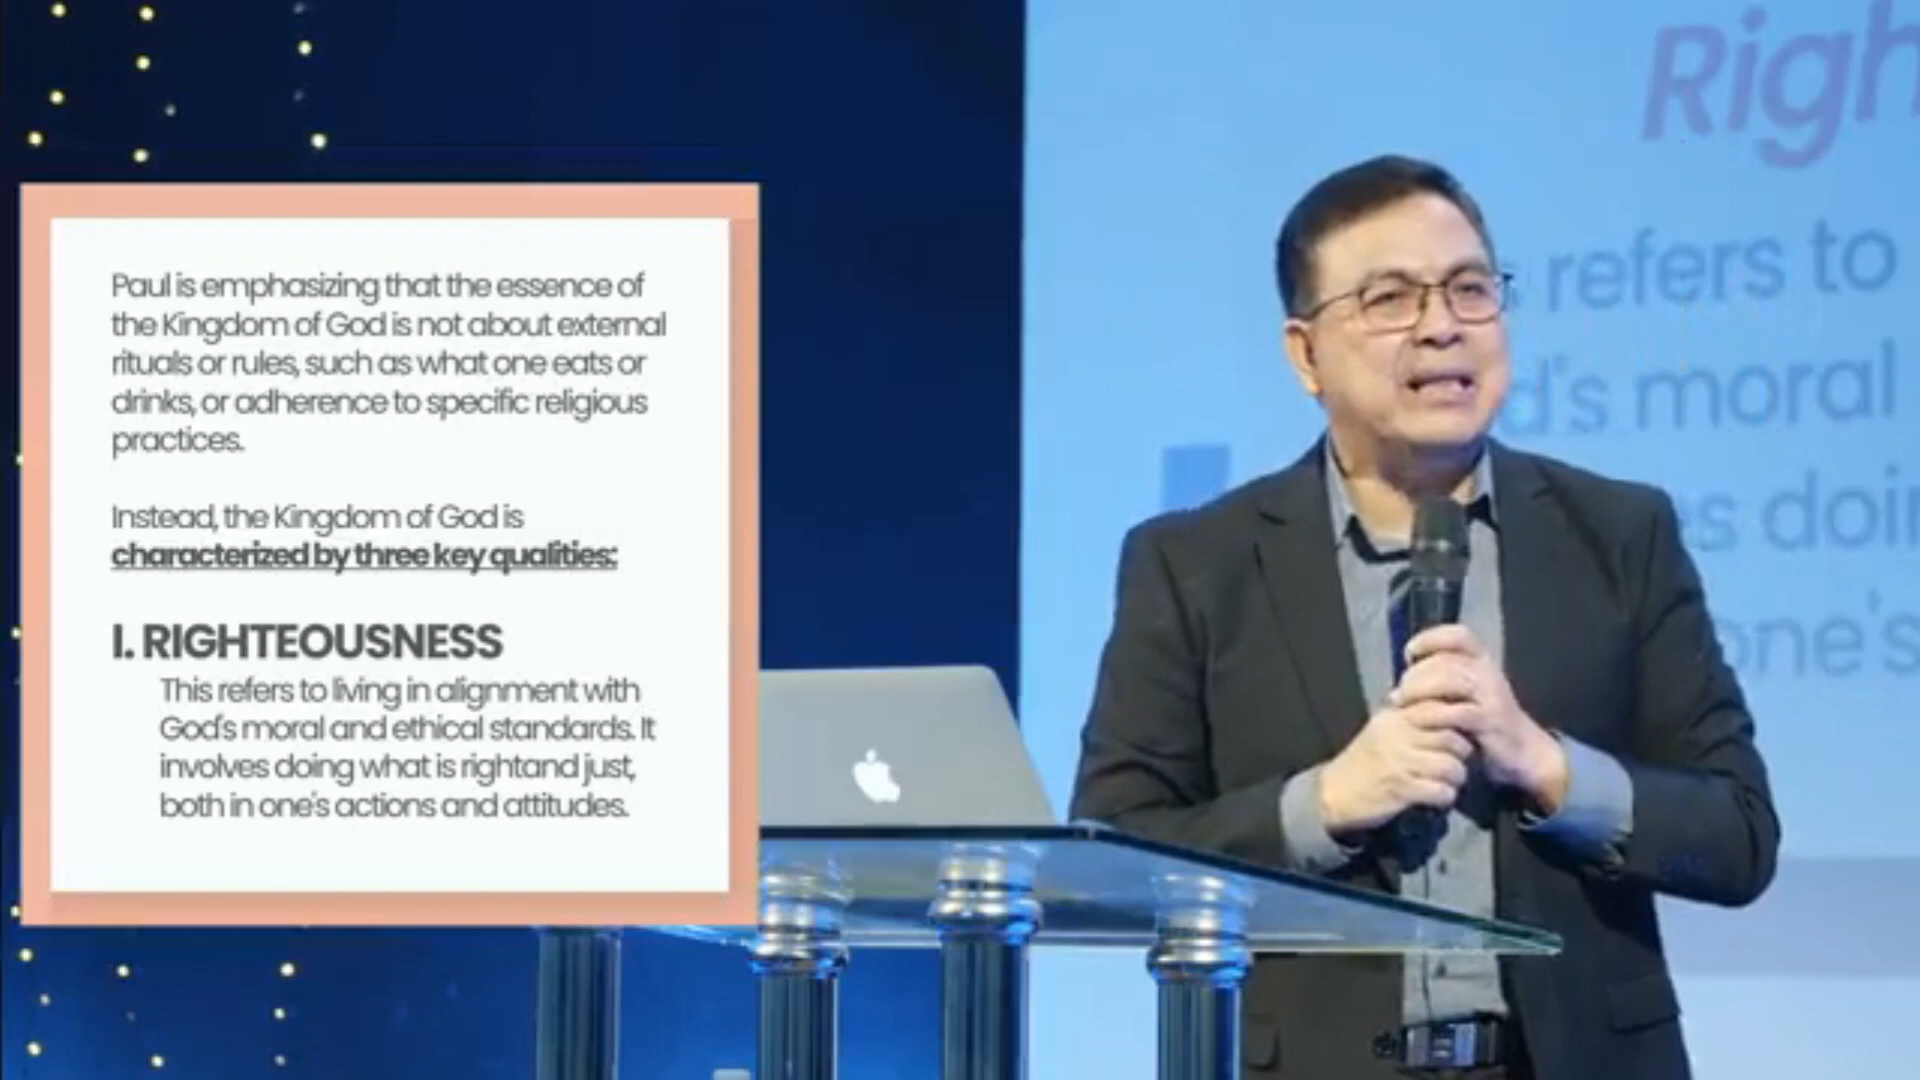 Paul is emphasizing that the essence of
the Kingdom of God is not about external
rituals or rules, such as what one eats or
drinks, or adherence to specific religious
practices.
Instead, the Kingdom of God is
characterized by three key qualities:
I. RIGHTEOUSNESS
This refers to living in alignment with
God's moral and ethical standards. It
involves doing what is rightand just,
both in one's actions and attitudes.
Righ
s refers to
d's moral
es doin
one's